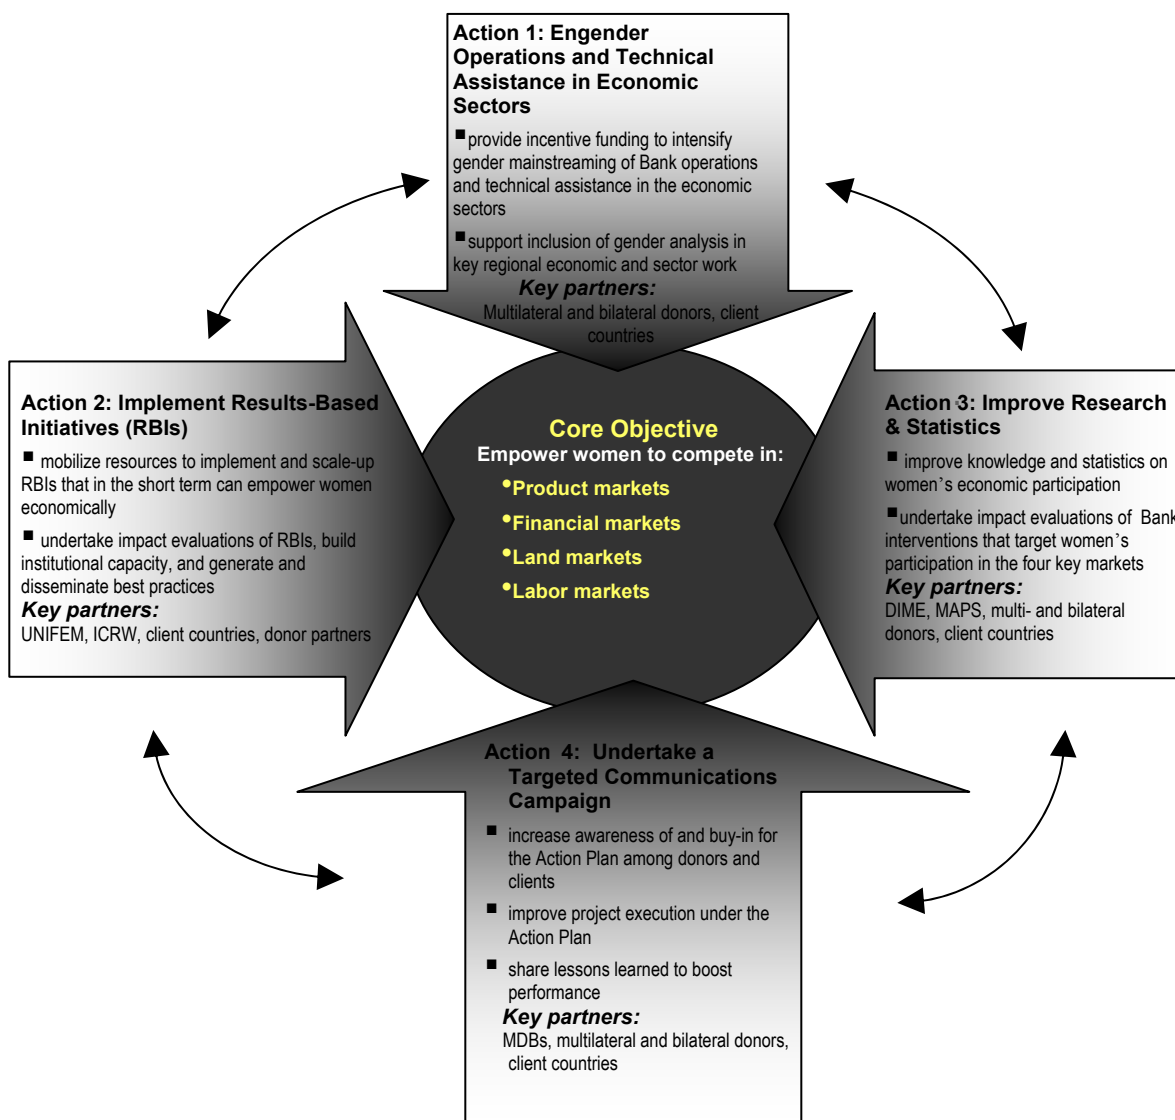 Action 1: Engender
Operations and Technical
Assistance in Economic
Sectors
▪provide incentive funding to intensify
gender mainstreaming of Bank operations
and technical assistance in the economic
sectors
▪support inclusion of gender analysis in
key regional economic and sector work
Key partners:
Multilateral and bilateral donors, client
countries
Action 2: Implement Results-Based
Initiatives (RBIs)
▪ mobilize resources to implement and scale-up
RBIs that in the short term can empower women
economically
▪ undertake impact evaluations of RBIs, build
institutional capacity, and generate and
disseminate best practices
Key partners:
UNIFEM, ICRW, client countries, donor partners
Core Objective
Empower women to compete in:
•Product markets
•Financial markets
•Land markets
•Labor markets
Action 3: Improve Research
& Statistics
▪ improve knowledge and statistics on
women’s economic participation
▪undertake impact evaluations of Bank
interventions that target women’s
participation in the four key markets
Key partners:
DIME, MAPS, multi- and bilateral
donors, client countries
Action 4: Undertake a
Targeted Communications
Campaign
▪ increase awareness of and buy-in for
the Action Plan among donors and
clients
▪ improve project execution under the
Action Plan
▪ share lessons learned to boost
performance
Key partners:
MDBs, multilateral and bilateral donors,
client countries